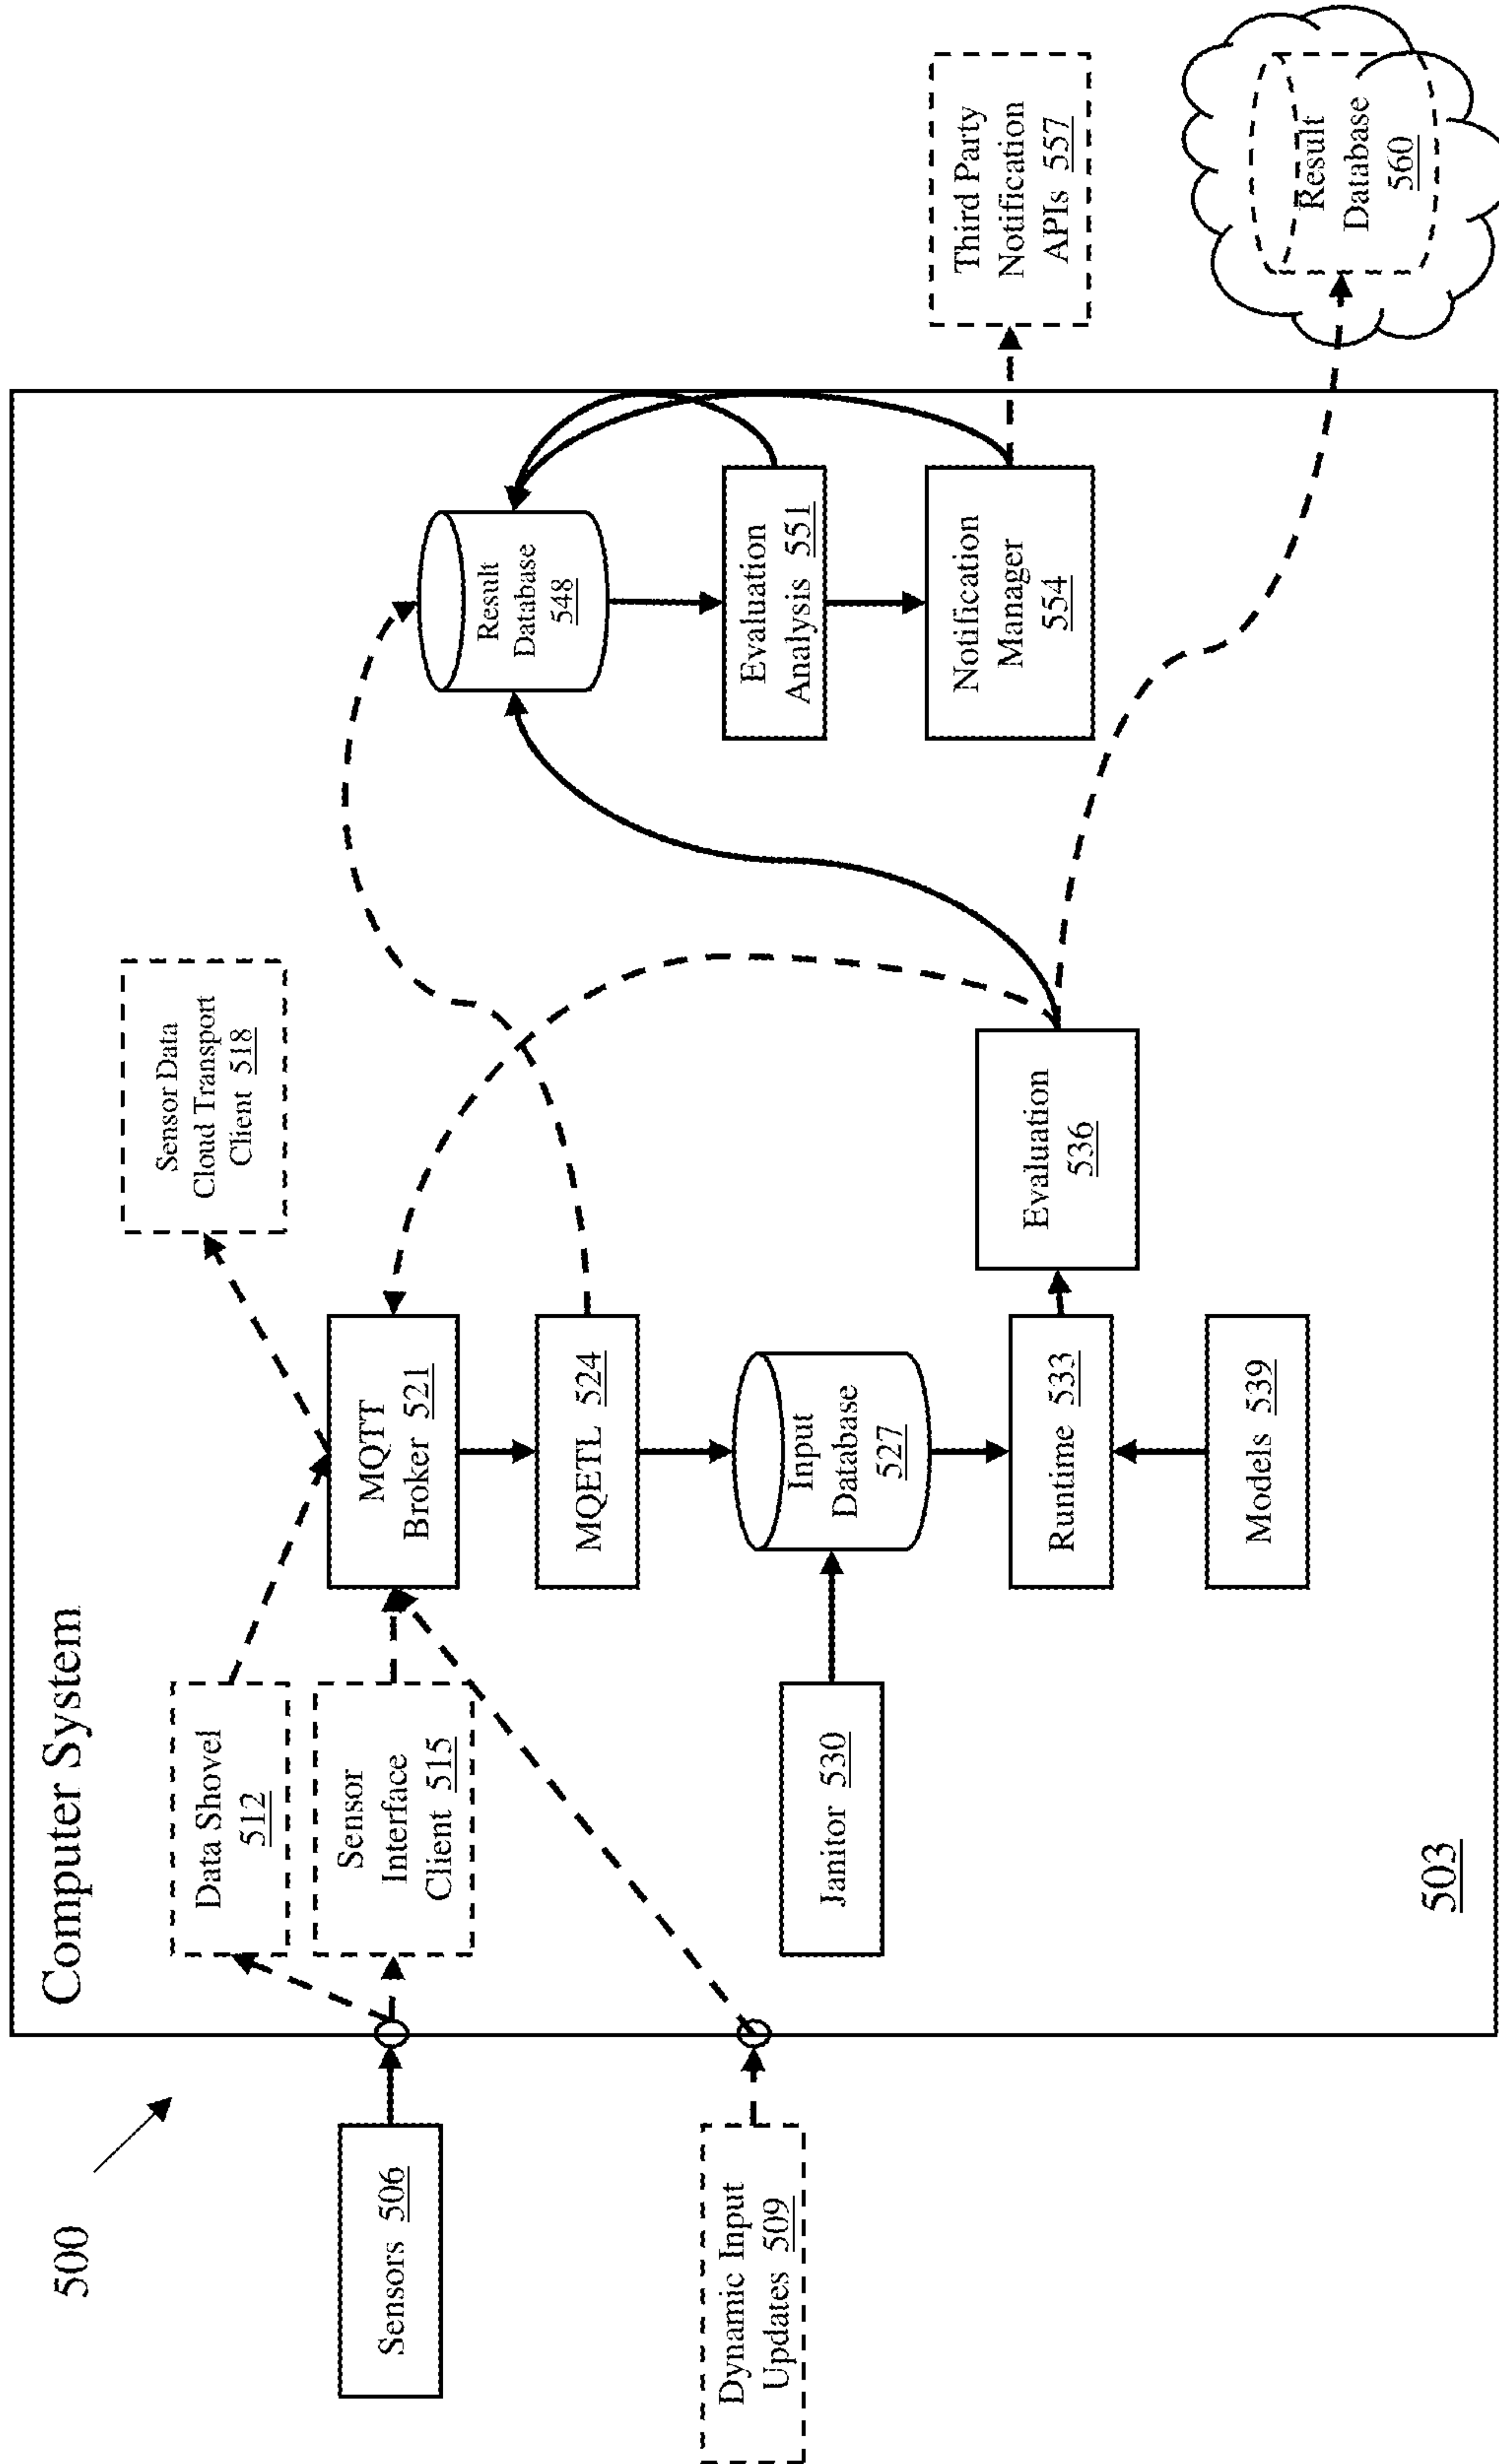 500
Computer System
Sensors 506
Dynamic Input
Updates 509
Data Shovel
512
Sensor
Interface
Client 515
Janitor 530
503
Sensor Data
Cloud Transport
Client 518
MQTT
Broker 521
MQETL 524
Input
Database
527
Runtime 533
Models 539
Evaluation
536
Result
Database
548
Evaluation
Analysis 551
Notification
Manager
554
Third Party
Notification
APIs 557
Result
Database
560